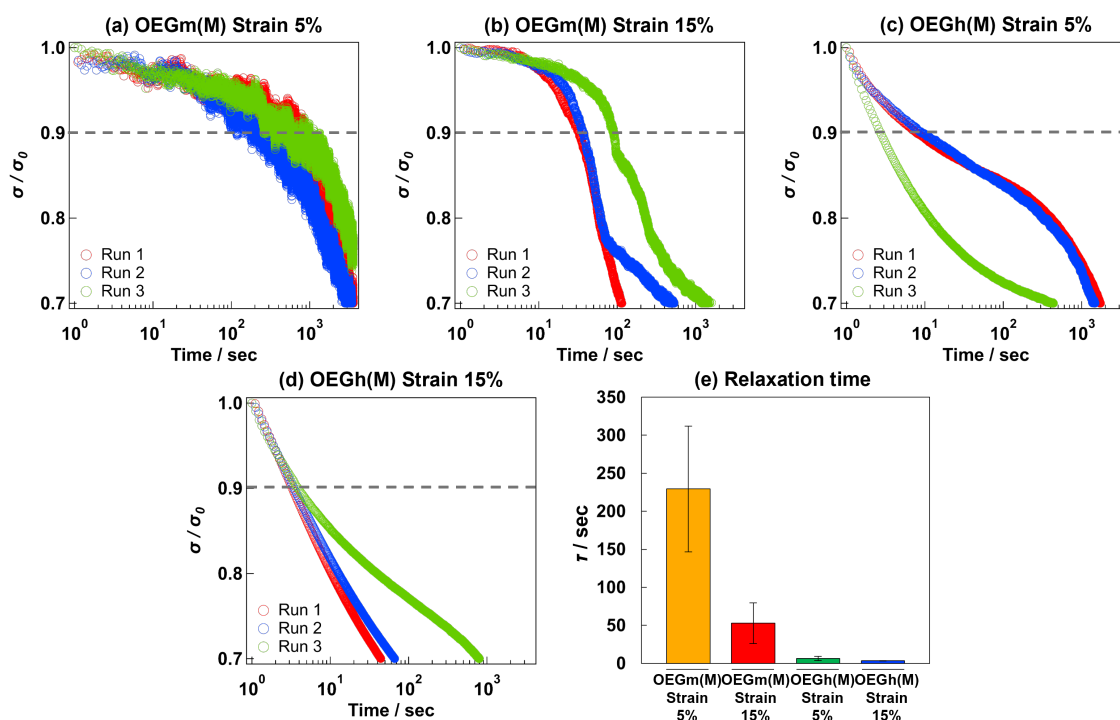 (a) OEGm(M) Strain 5%
1.0
0.9
0.8
0.7
σ / σ0
Run 1
Run 2
Run 3
10^0 10^1 10^2 10^3
Time / sec
(b) OEGm(M) Strain 15%
1.0
0.9
0.8
0.7
σ / σ0
Run 1
Run 2
Run 3
10^0 10^1 10^2 10^3
Time / sec
(c) OEGh(M) Strain 5%
1.0
0.9
0.8
0.7
σ / σ0
Run 1
Run 2
Run 3
10^0 10^1 10^2 10^3
Time / sec
(d) OEGh(M) Strain 15%
1.0
0.9
0.8
0.7
σ / σ0
Run 1
Run 2
Run 3
10^0 10^1 10^2 10^3
Time / sec
(e) Relaxation time
350
300
250
200
150
100
50
0
τ / sec
OEGm(M) OEGm(M) OEGh(M) OEGh(M)
Strain Strain Strain Strain
5% 15% 5% 15%